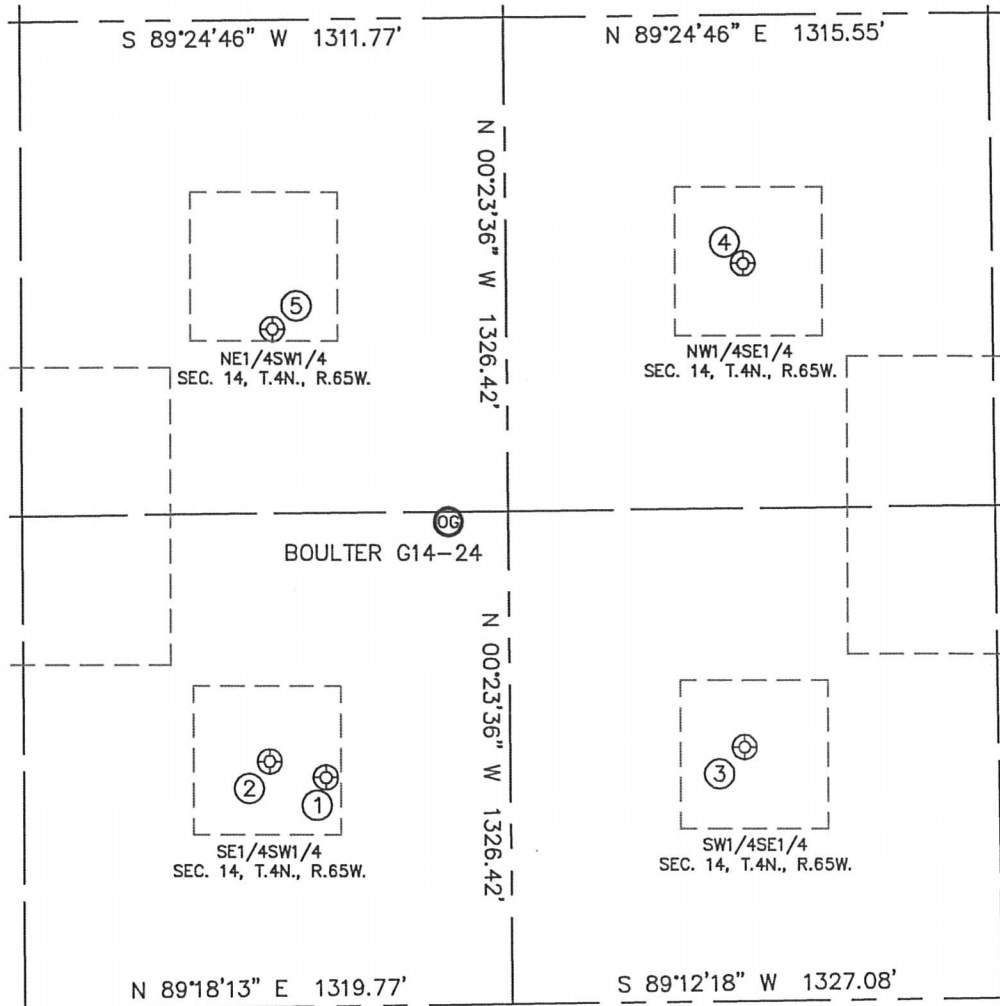 S 89°24'46" W 1311.77'
N 89°24'46" E 1315.55'
N 00°23'36" W 1326.42'
4
5
NE1/4SW1/4
SEC. 14, T.4N., R.65W.
NW1/4SE1/4
SEC. 14, T.4N., R.65W.
OG
BOULTER G14-24
N 00°23'36" W 1326.42'
2
1
3
SE1/4SW1/4
SEC. 14, T.4N., R.65W.
SW1/4SE1/4
SEC. 14, T.4N., R.65W.
N 89°18'13" E 1319.77'
S 89°12'18" W 1327.08'